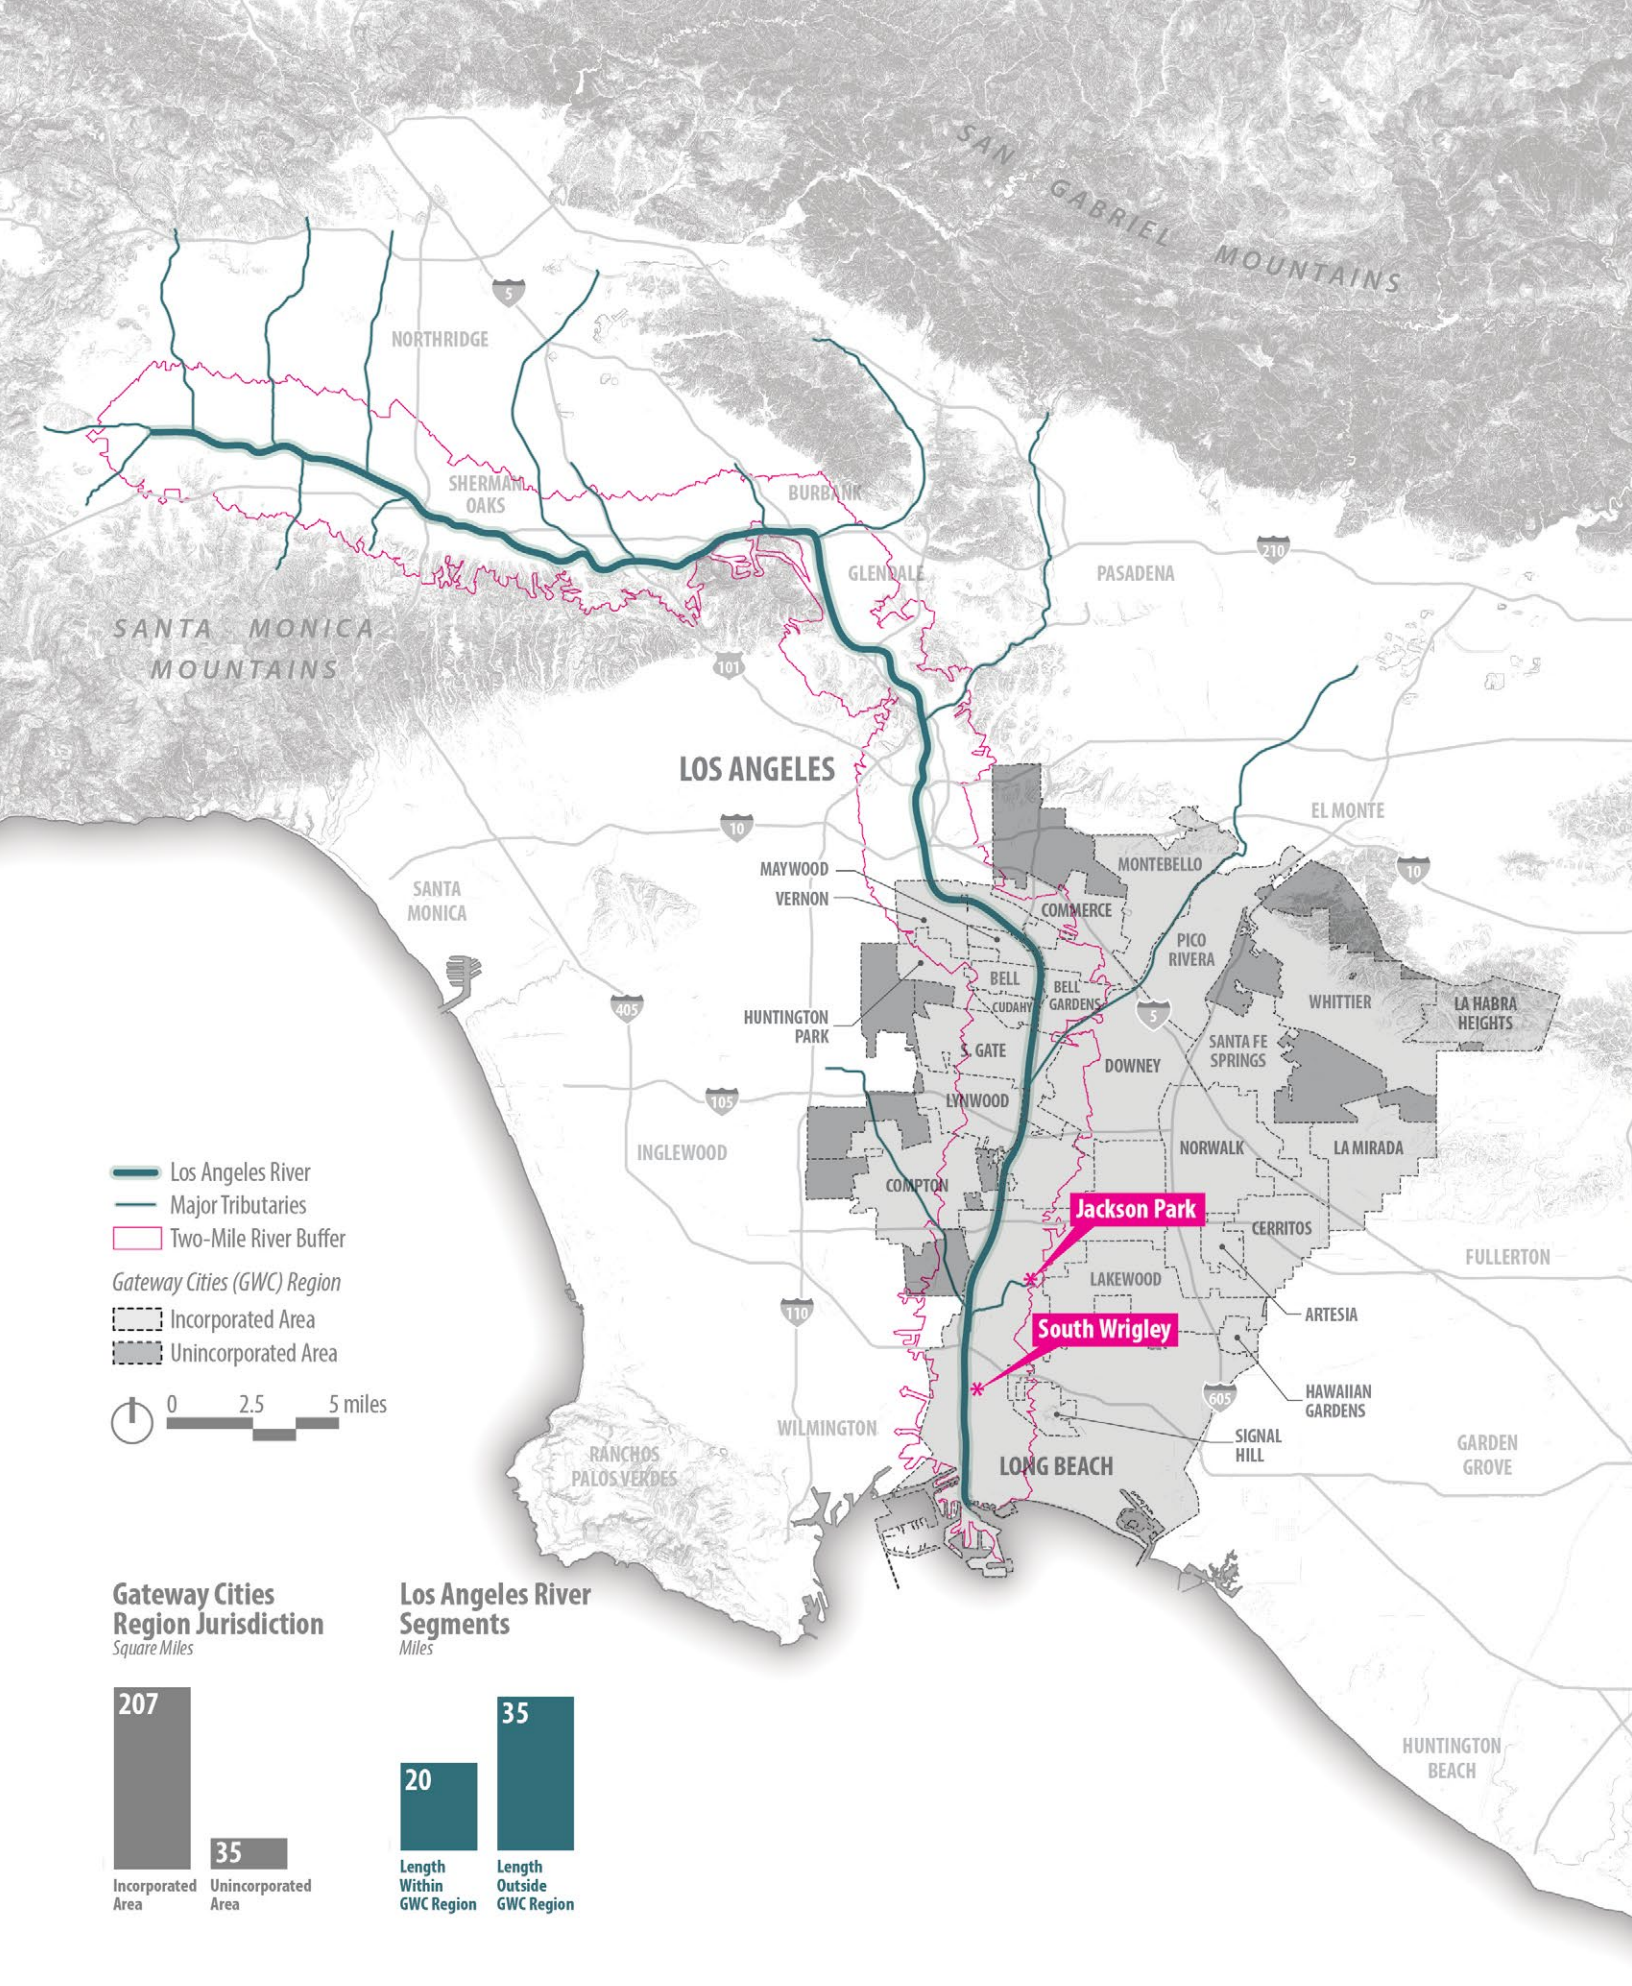 SAN GABRIEL MOUNTAINS
5
NORTHRIDGE
SHERMAN
OAKS
BURBANK
GLENDALE
210
PASADENA
SANTA MONICA
MOUNTAINS
101
LOS ANGELES
10
EL MONTE
10
MAYWOOD
VERNON
MONTEBELLO
SANTA
MONICA
COMMERCE
PICO
RIVERA
BELL
BELL
GARDENS
CUDAHY
WHITTIER
LA HABRA
HEIGHTS
405
HUNTINGTON
PARK
5
S. GATE
DOWNEY
SANTA FE
SPRINGS
105
LYNWOOD
INGLEWOOD
NORWALK
LA MIRADA
COMPTON
Jackson Park
CERRITOS
FULLERTON
LAKEWOOD
110
ARTESIA
South Wrigley
HAWAIIAN
GARDENS
605
WILMINGTON
SIGNAL
HILL
GARDEN
GROVE
RANCHOS
PALOS VERDES
LONG BEACH
HUNTINGTON
BEACH
Los Angeles River
Major Tributaries
Two-Mile River Buffer
Gateway Cities (GWC) Region
Incorporated Area
Unincorporated Area
0 2.5 5 miles
Gateway Cities
Region Jurisdiction
Square Miles
207
35
Incorporated
Area
Unincorporated
Area
Los Angeles River
Segments
Miles
20
35
Length
Within
GWC Region
Length
Outside
GWC Region